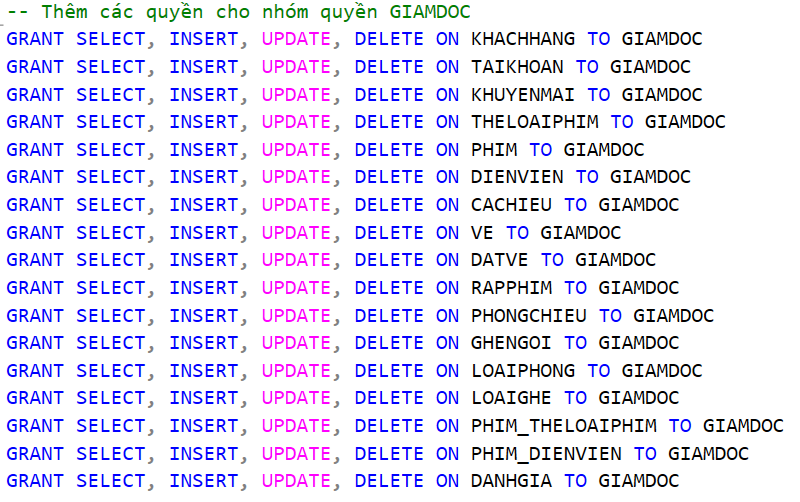 -- Thêm các quyền cho nhóm quyền GIAMDOC
GRANT SELECT, INSERT, UPDATE, DELETE ON KHACHHANG TO GIAMDOC
GRANT SELECT, INSERT, UPDATE, DELETE ON TAIKHOAN TO GIAMDOC
GRANT SELECT, INSERT, UPDATE, DELETE ON KHUYENMAI TO GIAMDOC
GRANT SELECT, INSERT, UPDATE, DELETE ON THELOAIPHIM TO GIAMDOC
GRANT SELECT, INSERT, UPDATE, DELETE ON PHIM TO GIAMDOC
GRANT SELECT, INSERT, UPDATE, DELETE ON DIENVIEN TO GIAMDOC
GRANT SELECT, INSERT, UPDATE, DELETE ON CACHIEU TO GIAMDOC
GRANT SELECT, INSERT, UPDATE, DELETE ON VE TO GIAMDOC
GRANT SELECT, INSERT, UPDATE, DELETE ON DATVE TO GIAMDOC
GRANT SELECT, INSERT, UPDATE, DELETE ON RAPPHIM TO GIAMDOC
GRANT SELECT, INSERT, UPDATE, DELETE ON PHONGCHIEU TO GIAMDOC
GRANT SELECT, INSERT, UPDATE, DELETE ON GHENGOI TO GIAMDOC
GRANT SELECT, INSERT, UPDATE, DELETE ON LOAIPHONG TO GIAMDOC
GRANT SELECT, INSERT, UPDATE, DELETE ON LOAIGHE TO GIAMDOC
GRANT SELECT, INSERT, UPDATE, DELETE ON PHIM_THELOAIPHIM TO GIAMDOC
GRANT SELECT, INSERT, UPDATE, DELETE ON PHIM_DIENVIEN TO GIAMDOC
GRANT SELECT, INSERT, UPDATE, DELETE ON DANHGIA TO GIAMDOC